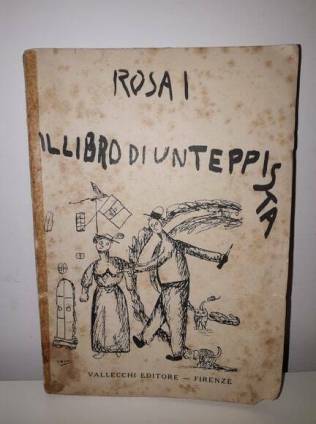 ROSAI
IL LIBRO DI UN TEPPISTA
VALLECCHI EDITORE — FIRENZE